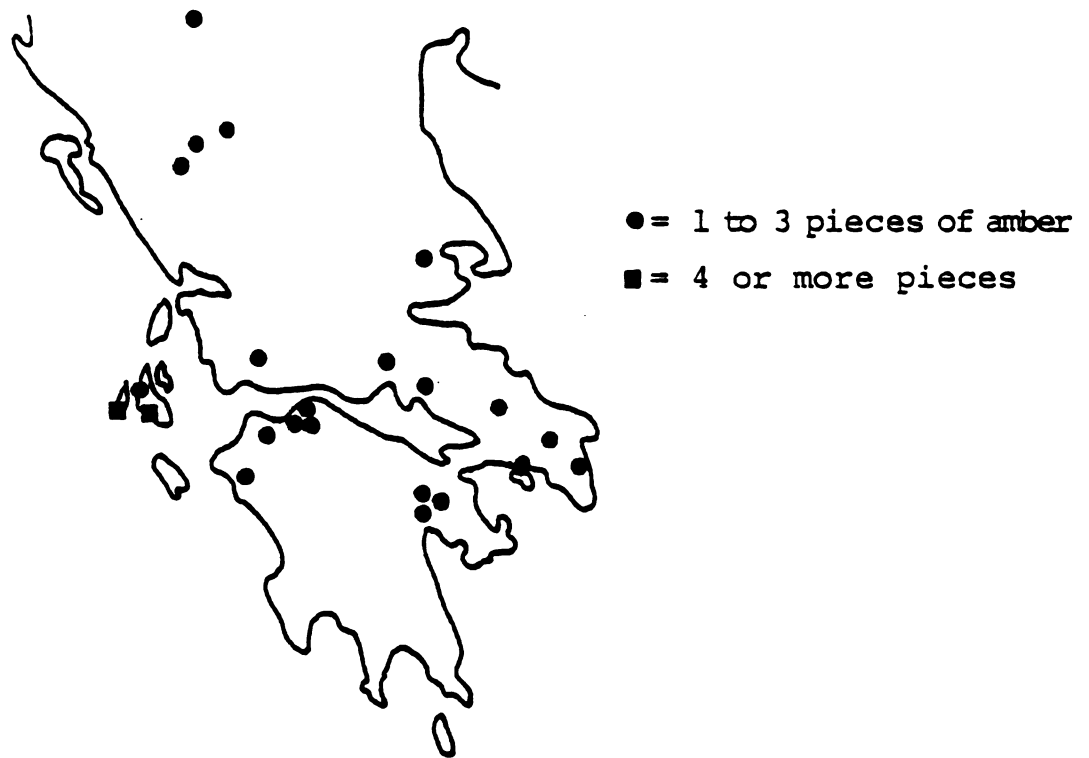 ●= 1 to 3 pieces of amber
■= 4 or more pieces